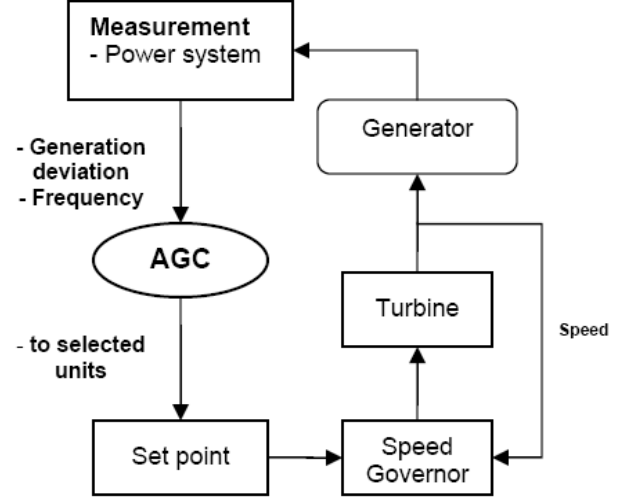 Measurement
- Power system
Generator
- Generation
deviation
- Frequency
AGC
Turbine
Speed
- to selected
units
Set point
Speed
Governor